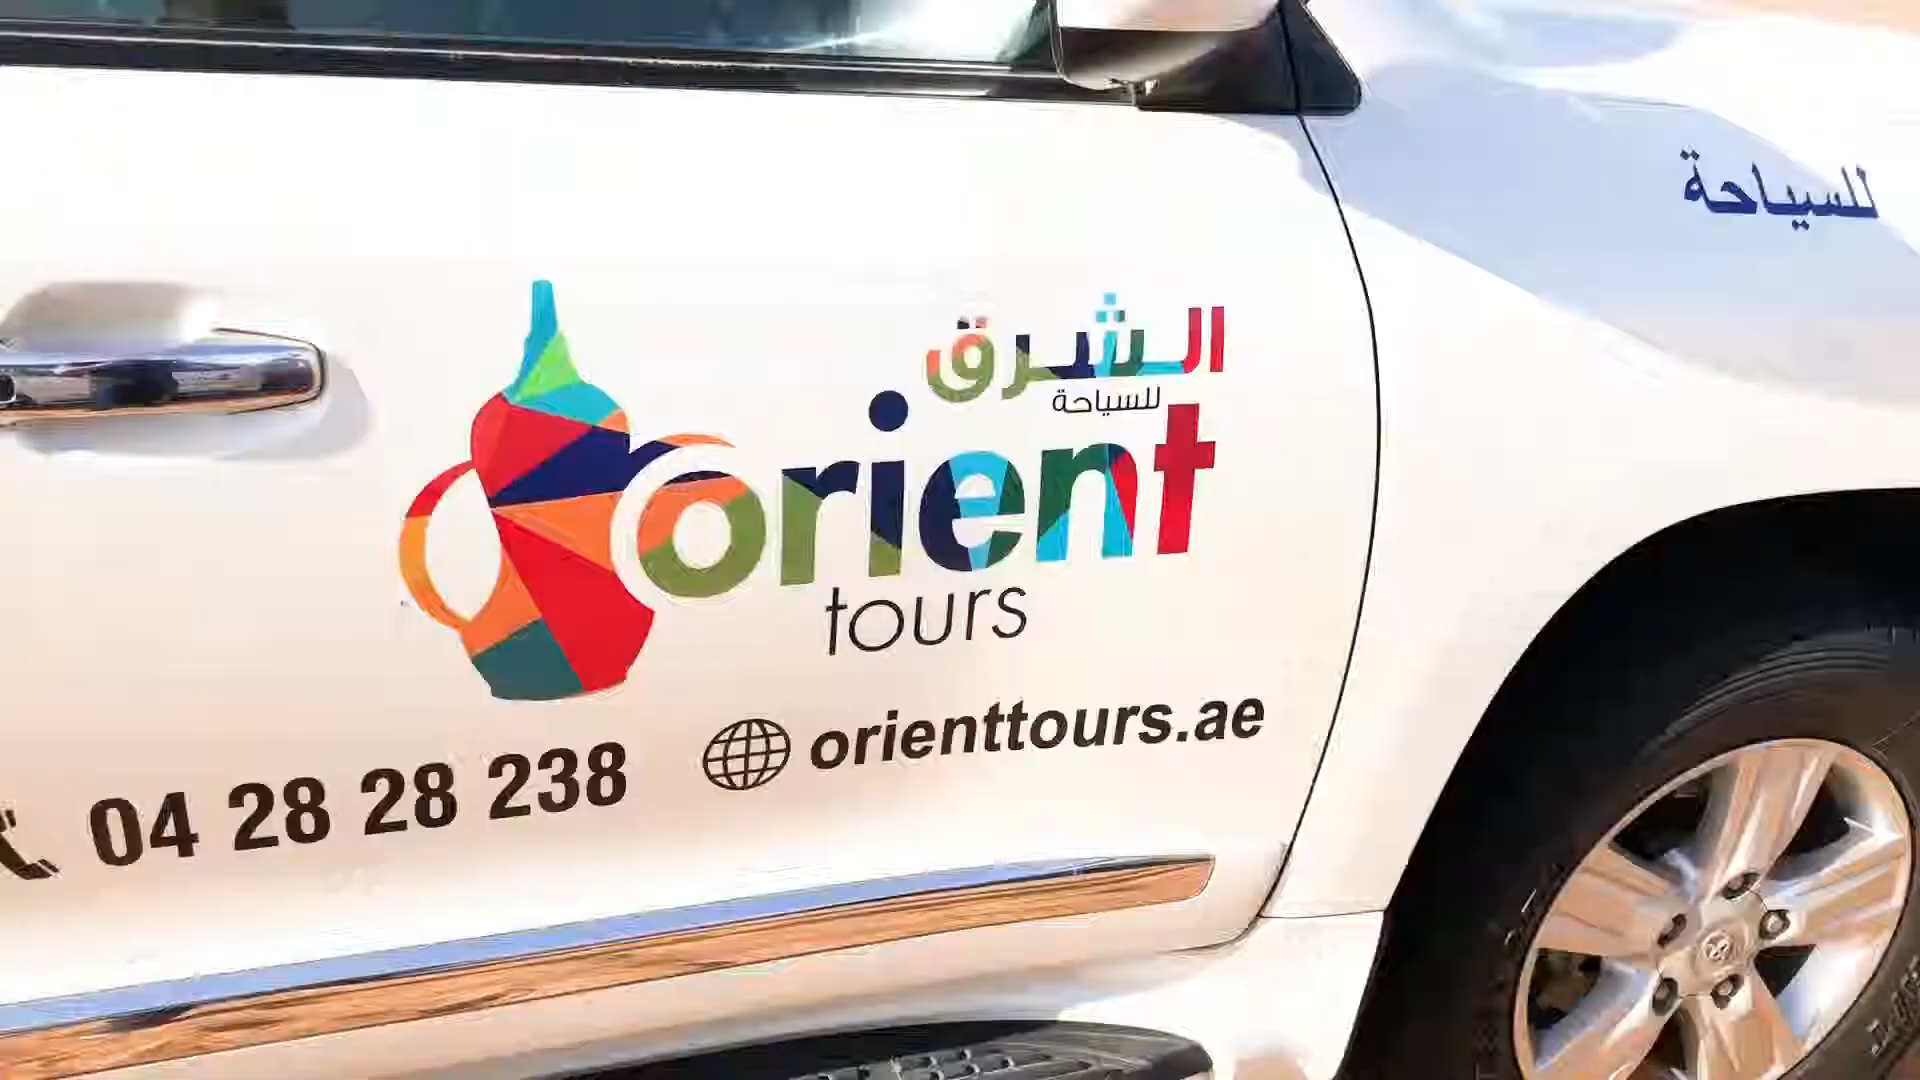 الشرق
للسياحة
orient
tours
04 28 28 238
orienttours.ae
للسياحة